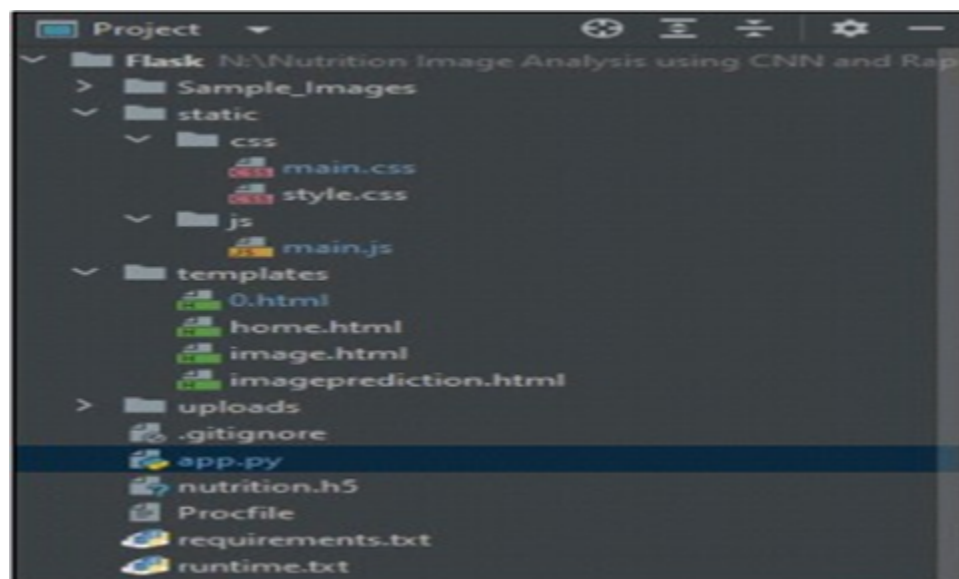 Project
Flask N:\Nutrition Image Analysis using CNN and Rap
Sample_Images
static
css
main.css
style.css
js
main.js
templates
0.html
home.html
image.html
imageprediction.html
uploads
.gitignore
app.py
nutrition.h5
Procfile
requirements.txt
runtime.txt